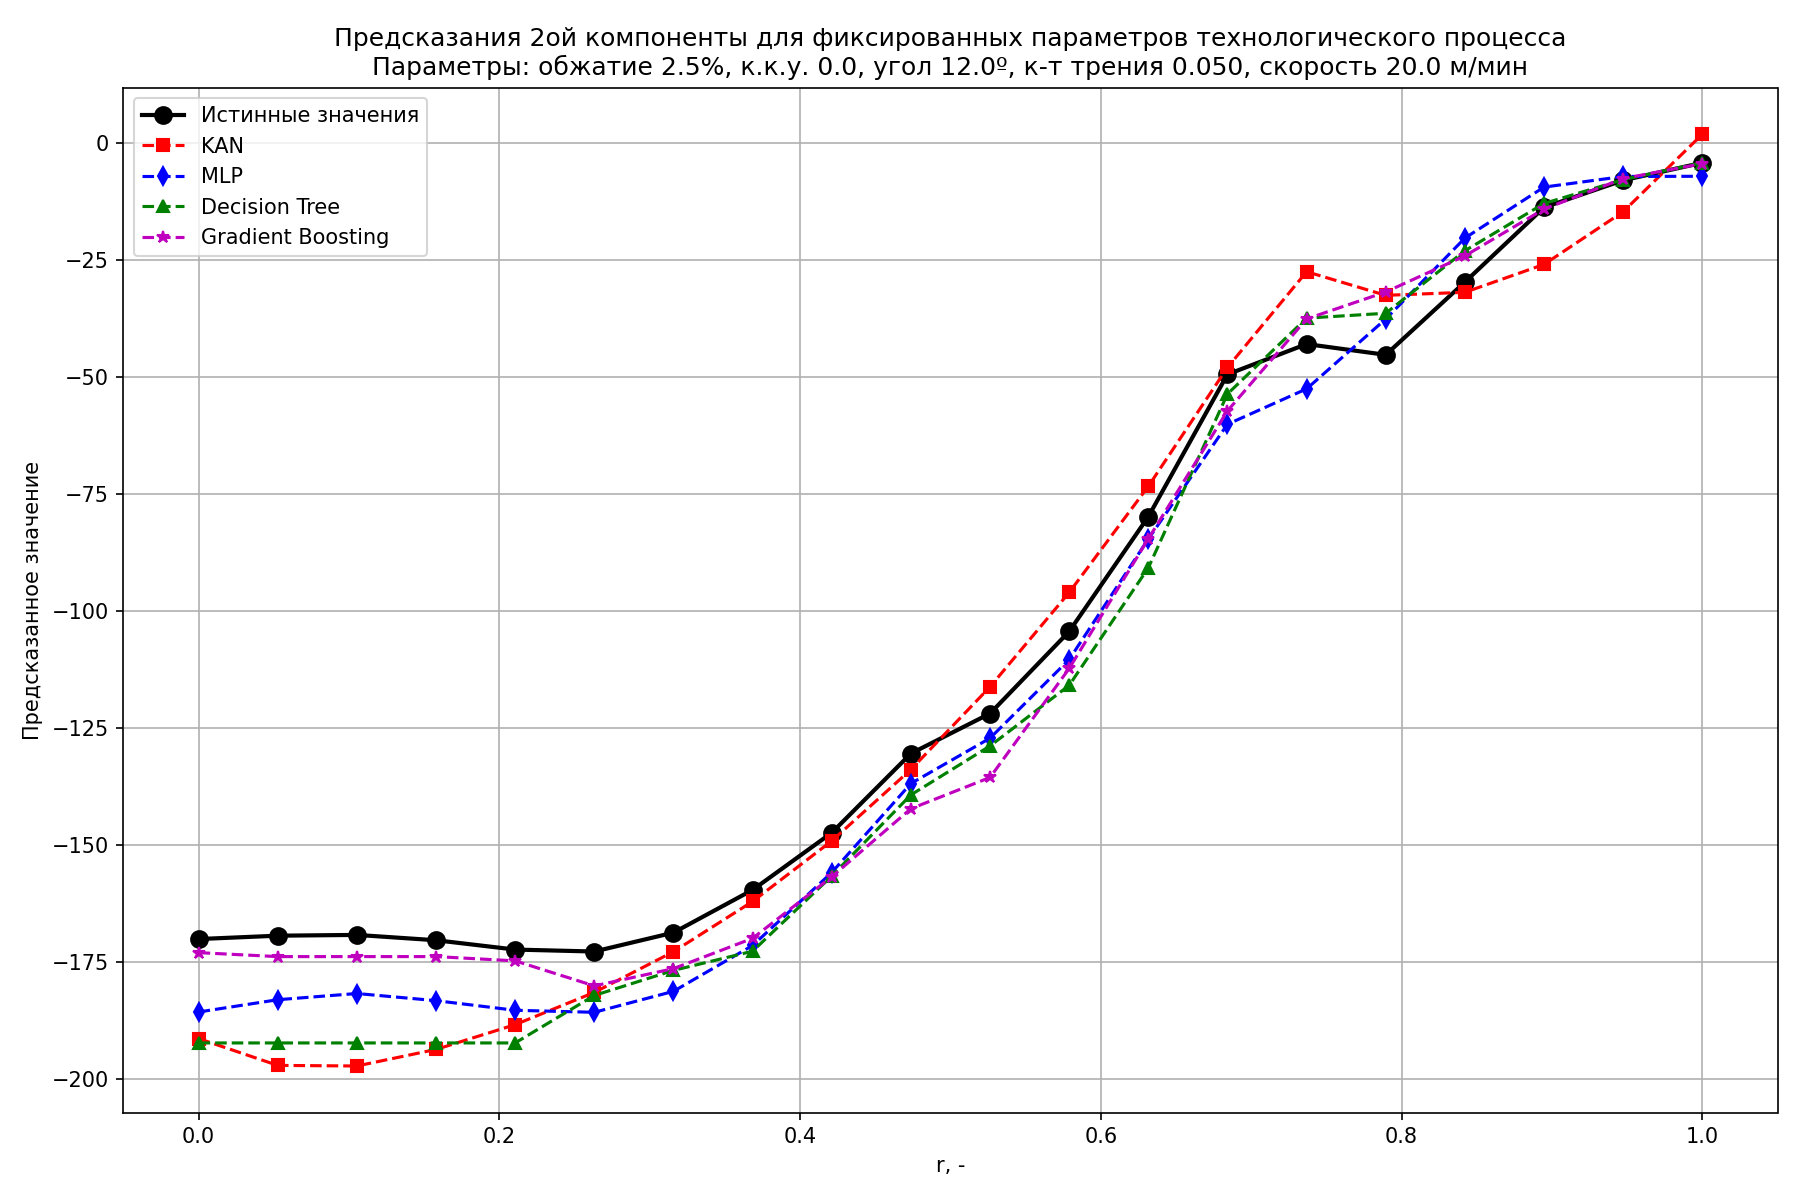 Предсказания 2ой компоненты для фиксированных параметров технологического процесса
Параметры: обжатие 2.5%, к.к.у. 0.0, угол 12.0º, к-т трения 0.050, скорость 20.0 м/мин
Истинные значения
KAN
MLP
Decision Tree
Gradient Boosting
Предсказанное значение
0
−25
−50
−75
−100
−125
−150
−175
−200
0.0
0.2
0.4
0.6
0.8
1.0
r, -